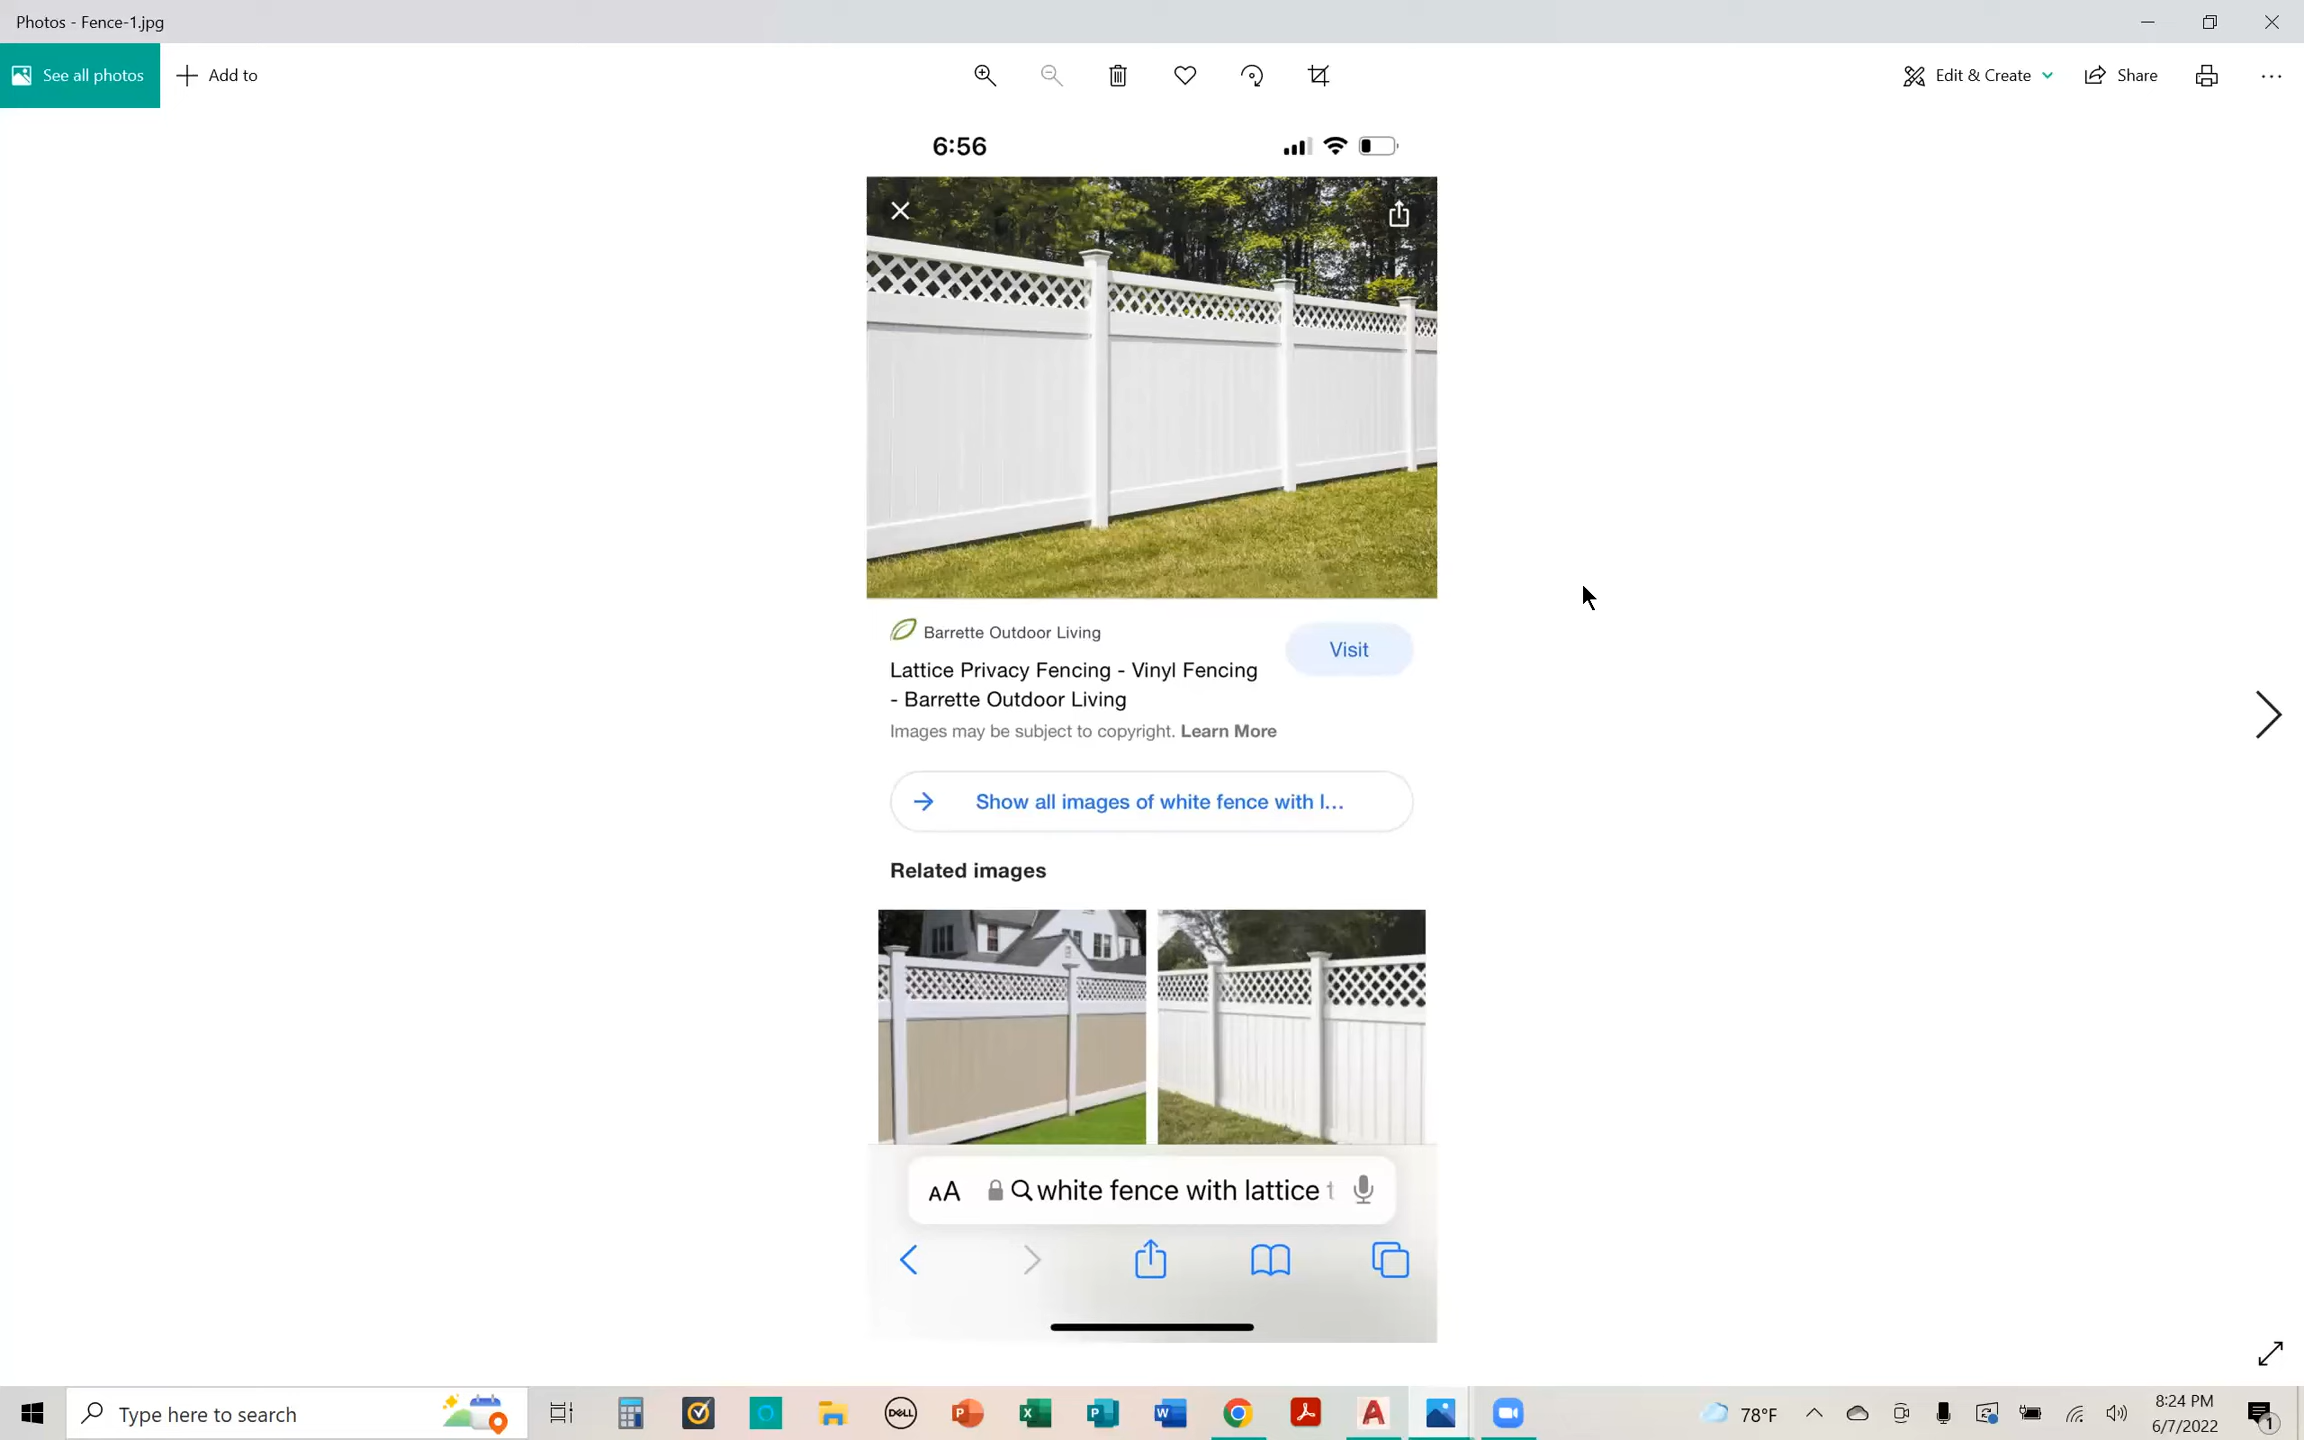 Photos - Fence-1.jpg
See all photos
Add to
Edit & Create
Share
6:56
Barrette Outdoor Living
Visit
Lattice Privacy Fencing - Vinyl Fencing
- Barrette Outdoor Living
Images may be subject to copyright. Learn More
Show all images of white fence with l...
Related images
AA white fence with lattice t
Type here to search
DELL
78°F
8:24 PM
6/7/2022
1